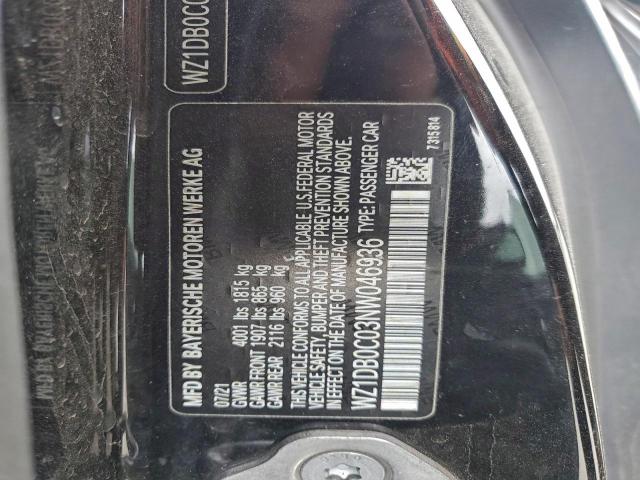 WZ1DB0C0
MFD BY BAYERISCHE MOTOREN WERKE AG
07/21
GVWR 4001 lbs 1815 kg
GAWR FRONT 1907 lbs 865 kg
GAWR REAR 2116 lbs 960 kg
THIS VEHICLE CONFORMS TO ALL APPLICABLE U.S. FEDERAL MOTOR
VEHICLE SAFETY, BUMPER AND THEFT PREVENTION STANDARDS
IN EFFECT ON THE DATE OF MANUFACTURE SHOWN ABOVE.
WZ1DB0C03NW046936 TYPE: PASSENGER CAR
7315814